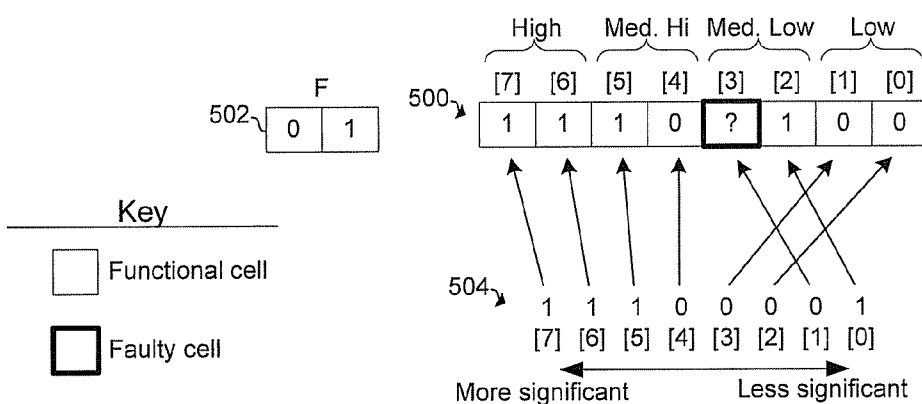 High Med. Hi Med. Low Low
F [7] [6] [5] [4] [3] [2] [1] [0]
502 0 1 500 1 1 1 0 ? 1 0 0
Key
Functional cell
504 1 1 1 0 0 0 0 1
Faulty cell [7] [6] [5] [4] [3] [2] [1] [0]
More significant Less significant